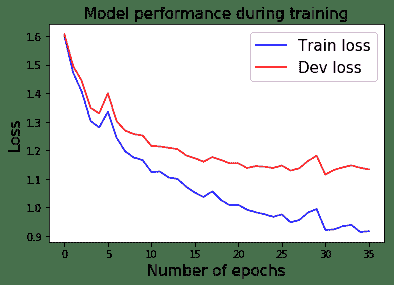 Model performance during training
Train loss
Dev loss
Loss
1.6
1.5
1.4
1.3
1.2
1.1
1.0
0.9
0 5 10 15 20 25 30 35
Number of epochs